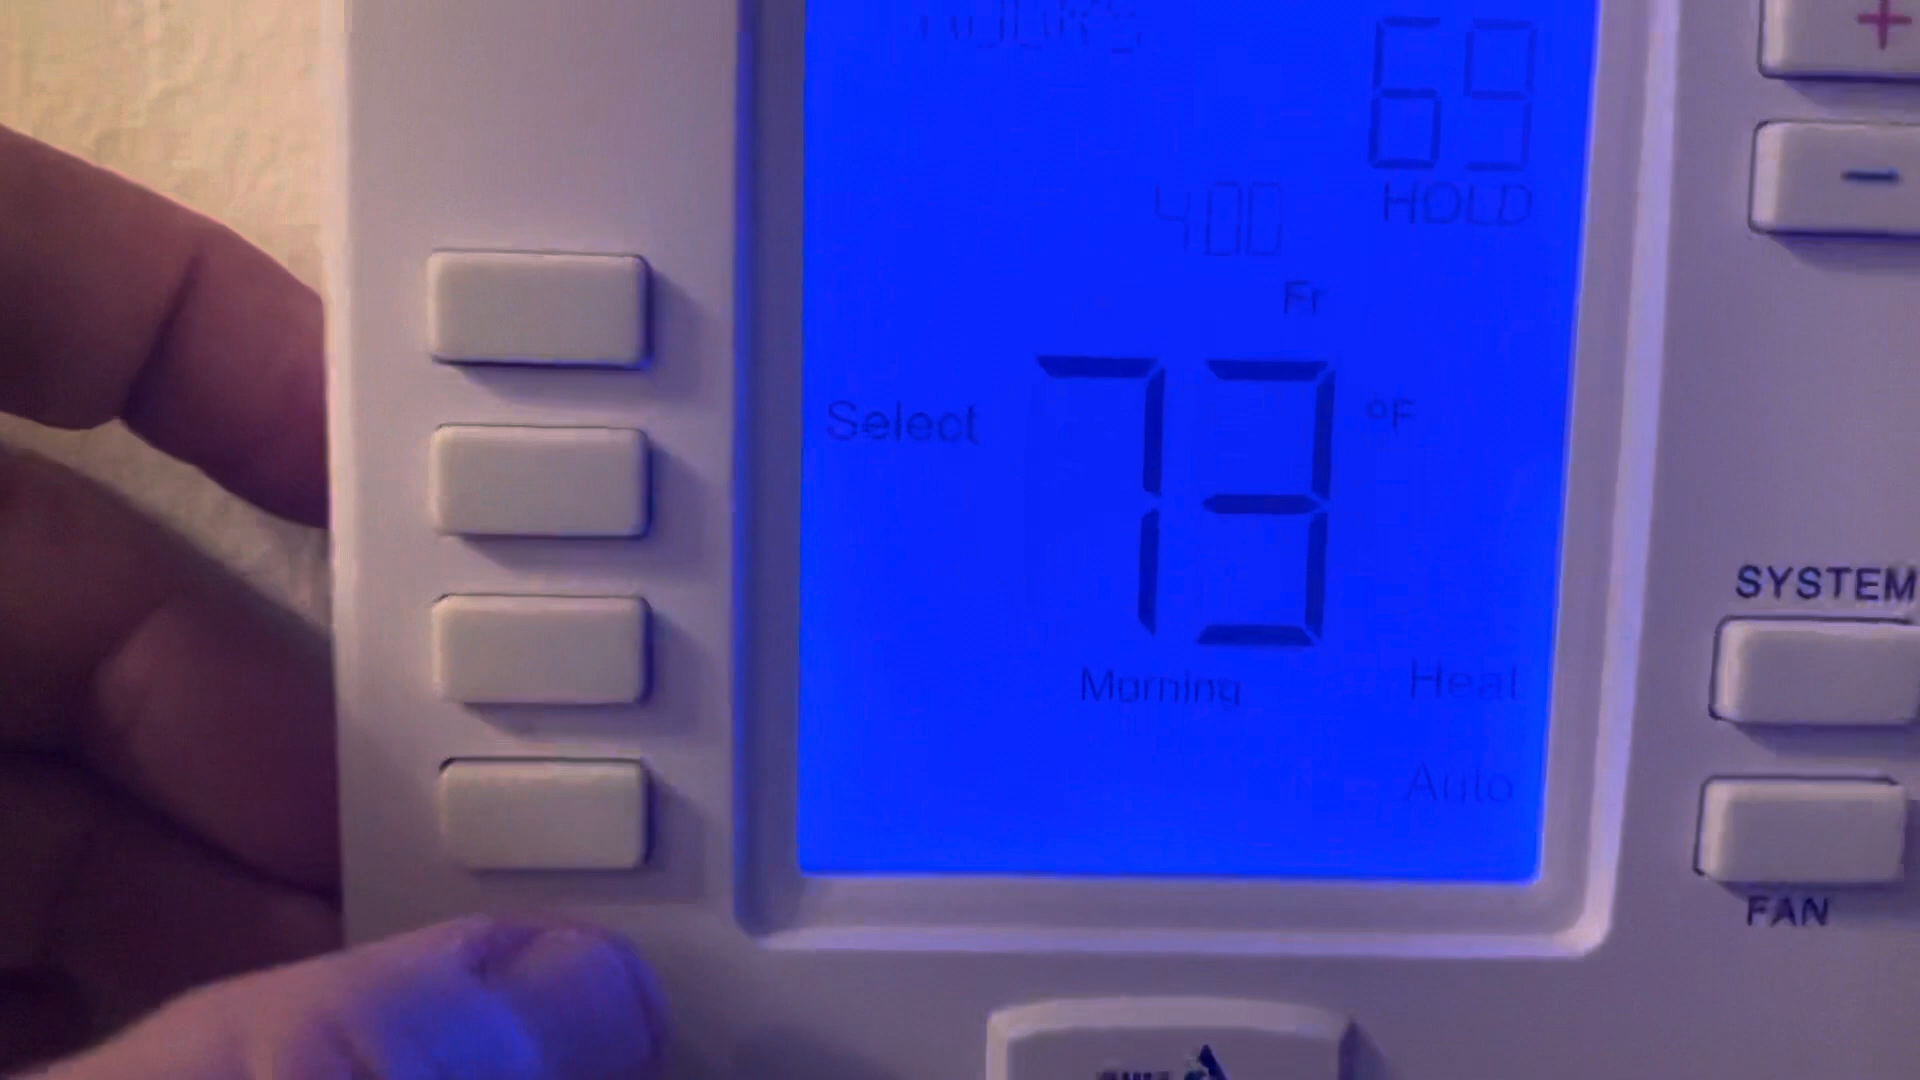 69
HOLD
400
Fr
Select
73 °F
Morning
Heat
Auto
+
-
SYSTEM
FAN